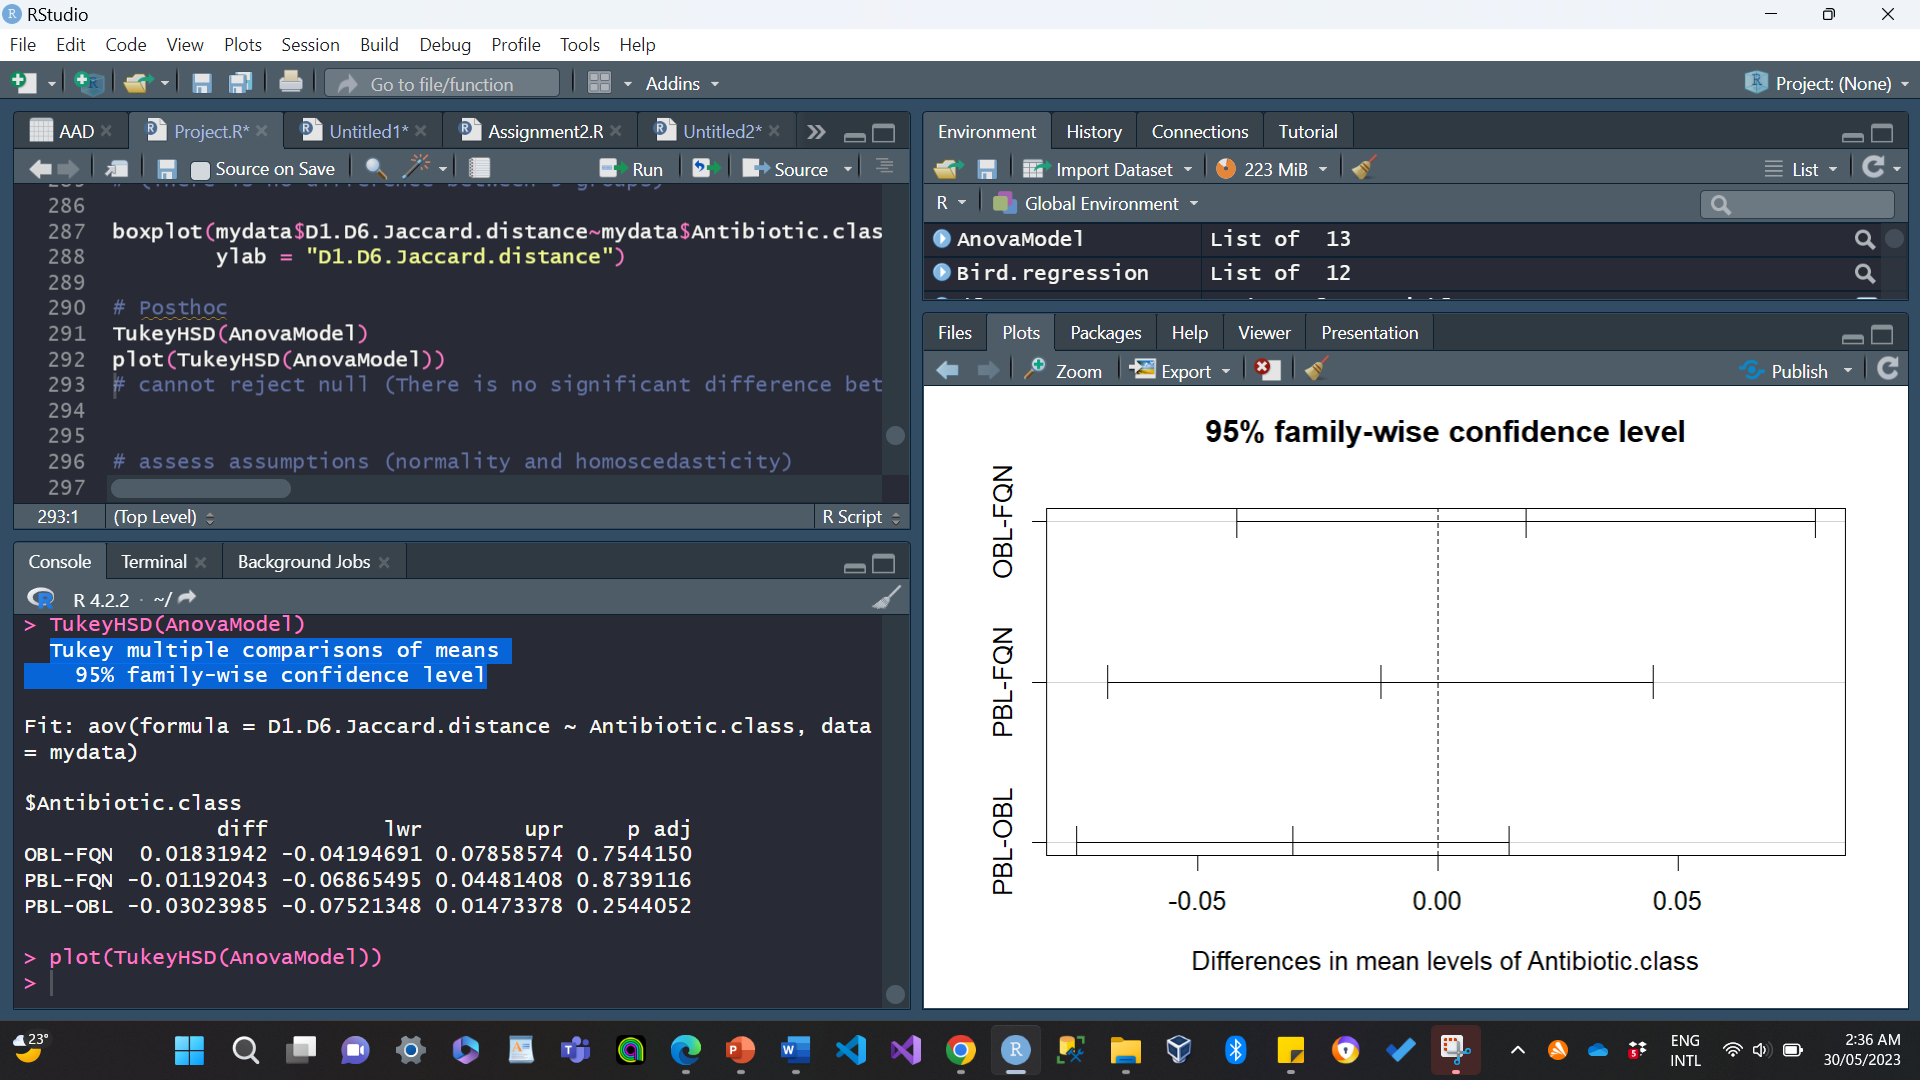 RStudio
File Edit Code View Plots Session Build Debug Profile Tools Help
Go to file/function Addins Project: (None)
AAD Project.R* Untitled1* Assignment2.R Untitled2*
Source on Save Run Source
286
287 boxplot(mydata$D1.D6.Jaccard.distance~mydata$Antibiotic.clas
288 ylab = "D1.D6.Jaccard.distance")
289
290 # Posthoc
291 TukeyHSD(AnovaModel)
292 plot(TukeyHSD(AnovaModel))
293 # cannot reject null (There is no significant difference bet
294
295
296 # assess assumptions (normality and homoscedasticity)
297
293:1 (Top Level) R Script
Console Terminal Background Jobs
R 4.2.2 · ~/
> TukeyHSD(AnovaModel)
Tukey multiple comparisons of means
95% family-wise confidence level
Fit: aov(formula = D1.D6.Jaccard.distance ~ Antibiotic.class, data
= mydata)
$Antibiotic.class
diff lwr upr p adj
OBL-FQN 0.01831942 -0.04194691 0.07858574 0.7544150
PBL-FQN -0.01192043 -0.06865495 0.04481408 0.8739116
PBL-OBL -0.03023985 -0.07521348 0.01473378 0.2544052
> plot(TukeyHSD(AnovaModel))
>
Environment History Connections Tutorial
Import Dataset 223 MiB List
R Global Environment
AnovaModel List of 13
Bird.regression List of 12
Files Plots Packages Help Viewer Presentation
Zoom Export Publish
95% family-wise confidence level
OBL-FQN
PBL-FQN
PBL-OBL
-0.05 0.00 0.05
Differences in mean levels of Antibiotic.class
23°
ENG
INTL
2:36 AM
30/05/2023